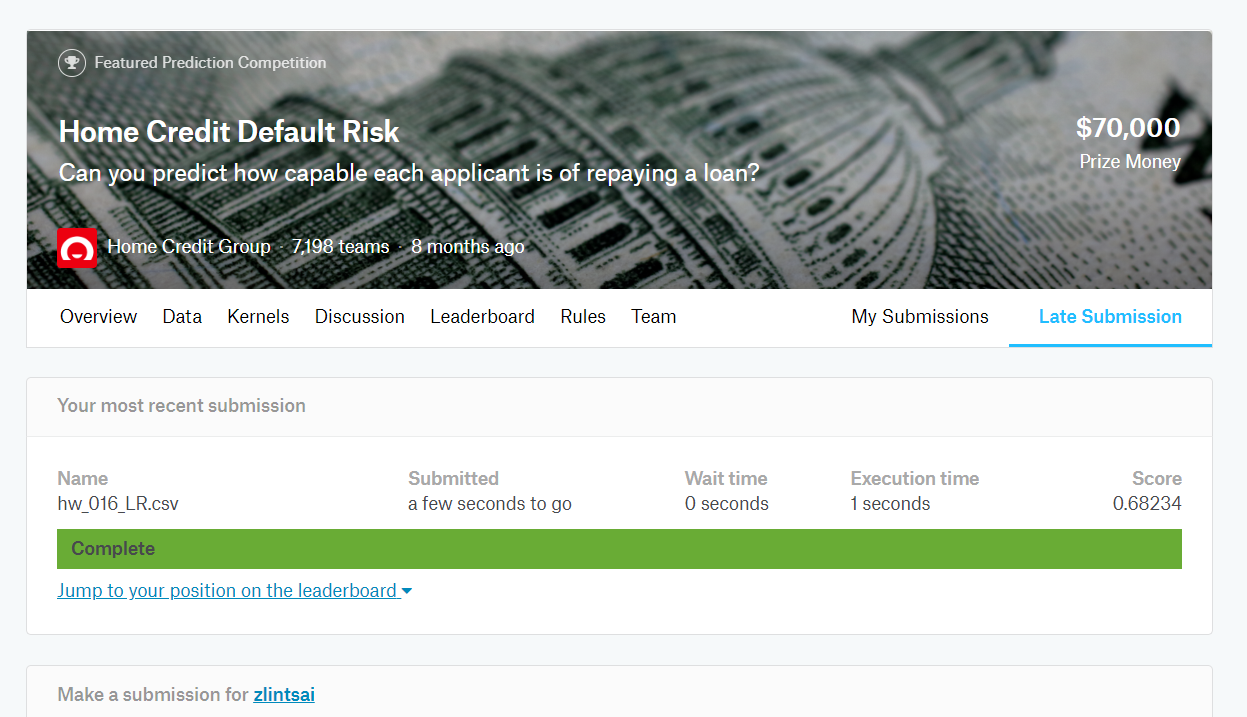 Featured Prediction Competition
Home Credit Default Risk
Can you predict how capable each applicant is of repaying a loan?
$70,000
Prize Money
Home Credit Group · 7,198 teams · 8 months ago
Overview Data Kernels Discussion Leaderboard Rules Team My Submissions Late Submission
Your most recent submission
Name Submitted Wait time Execution time Score
hw_016_LR.csv a few seconds to go 0 seconds 1 seconds 0.68234
Complete
Jump to your position on the leaderboard
Make a submission for zlintsai